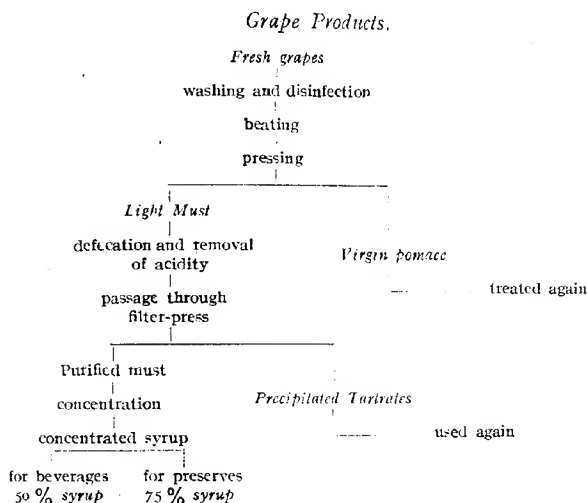 Grape Products.
Fresh grapes
washing and disinfection
beating
pressing
Light Must
defecation and removal
of acidity
Virgin pomace
treated again
passage through
filter-press
Purified must
concentration
Precipitated Tartrates
concentrated syrup
used again
for beverages for preserves
50 % syrup 75 % syrup